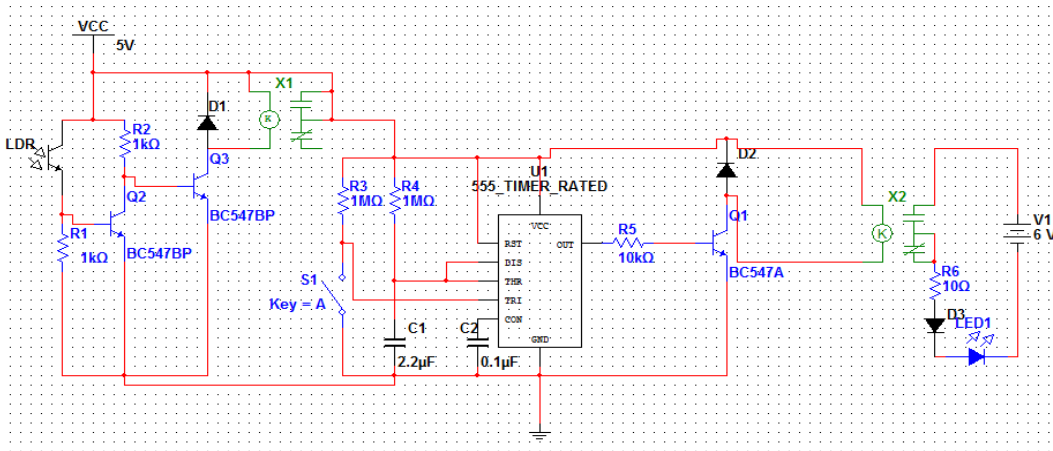 VCC
5V
X1
D1
K
R2
1kΩ
LDR
Q3
Q2
BC547BP
R1
1kΩ
BC547BP
R3
1MΩ
R4
1MΩ
S1
Key = A
C1
2.2µF
C2
0.1µF
U1
555_TIMER_RATED
VCC
RST
OUT
DIS
THR
TRI
CON
GND
R5
10kΩ
D2
Q1
BC547A
X2
K
V1
6 V
R6
10Ω
D3
LED1